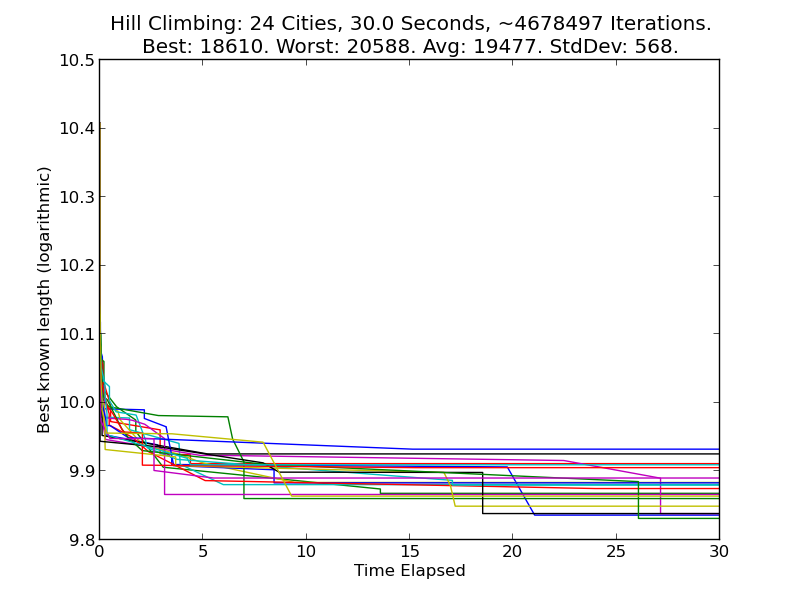 Hill Climbing: 24 Cities, 30.0 Seconds, ~4678497 Iterations.
Best: 18610. Worst: 20588. Avg: 19477. StdDev: 568.
10.5
10.4
10.3
10.2
10.1
10.0
9.9
9.8
Best known length (logarithmic)
0 5 10 15 20 25 30
Time Elapsed